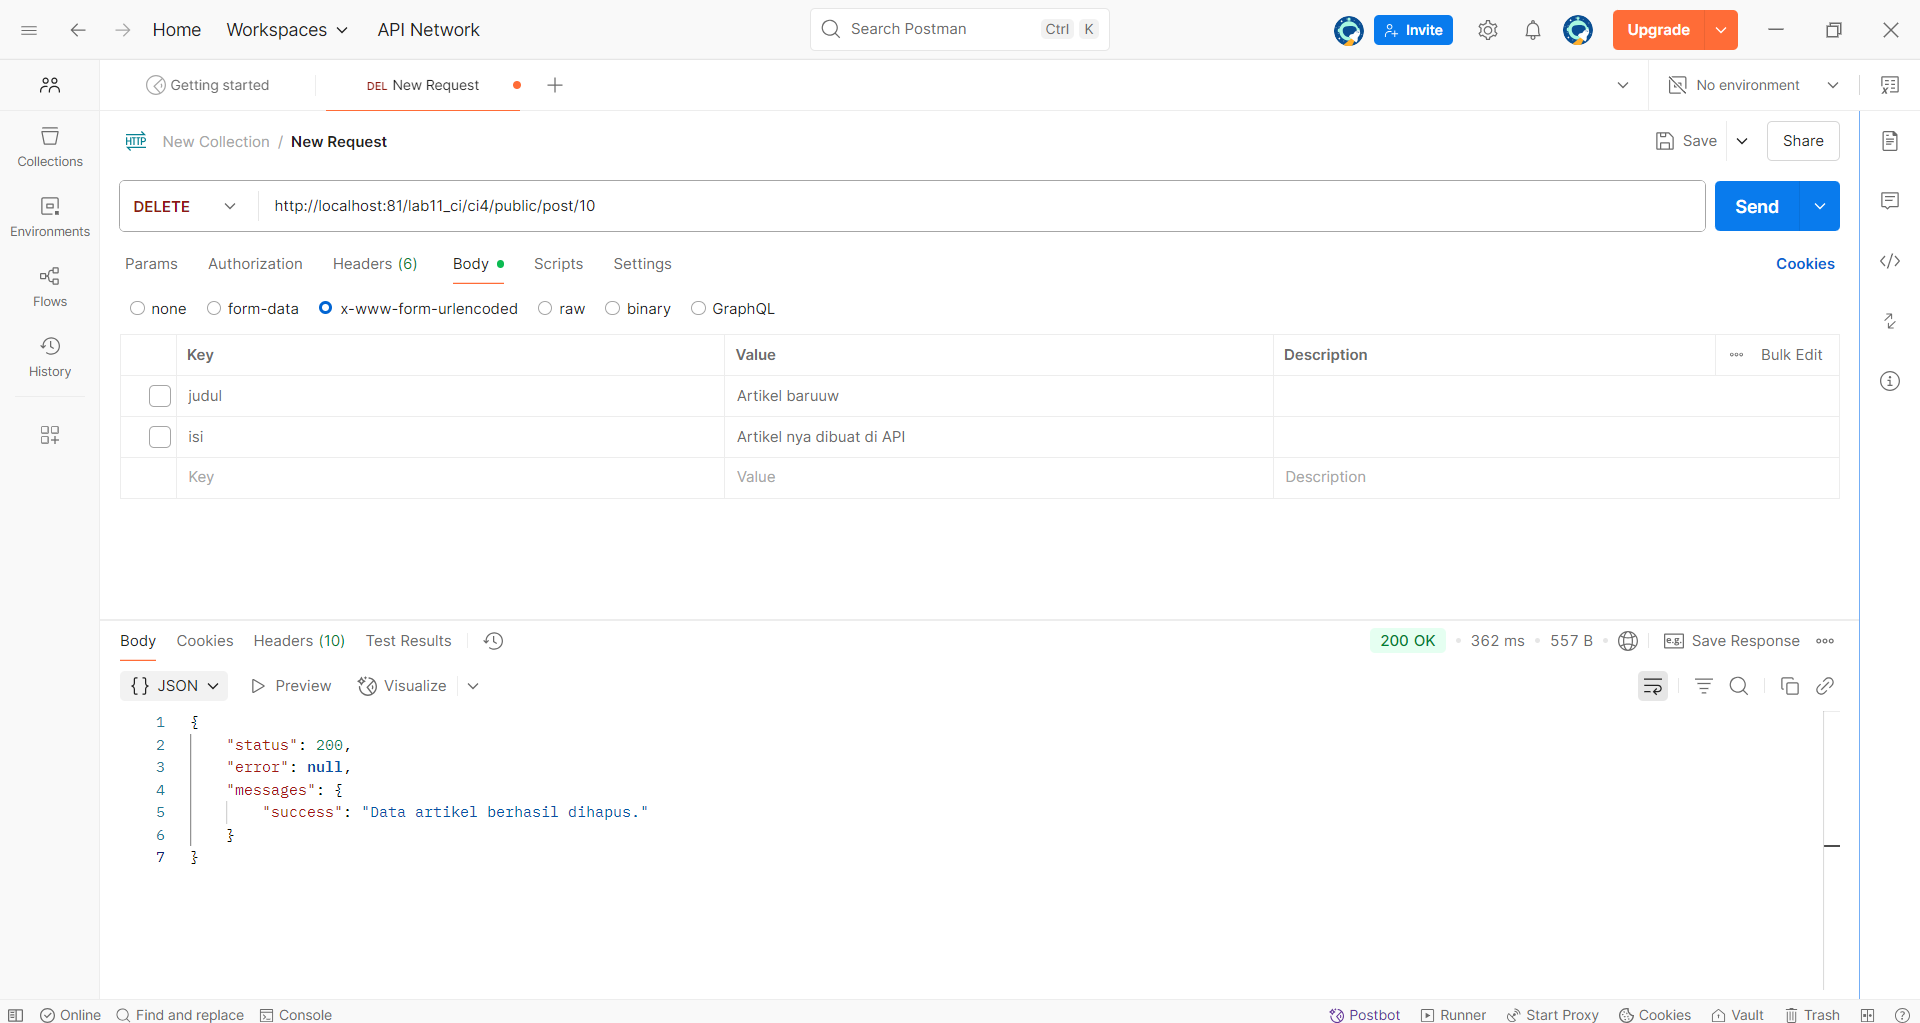 Home
Workspaces
API Network
Search Postman
Ctrl K
Invite
Upgrade
Getting started
DEL New Request
No environment
Collections
Environments
Flows
History
HTTP New Collection / New Request
Save
Share
DELETE
http://localhost:81/lab11_ci/ci4/public/post/10
Send
Params Authorization Headers (6) Body Scripts Settings
Cookies
none form-data x-www-form-urlencoded raw binary GraphQL
Key Value Description Bulk Edit
judul Artikel baruuw
isi Artikel nya dibuat di API
Key Value Description
Body Cookies Headers (10) Test Results
200 OK 362 ms 557 B e.g. Save Response
{} JSON Preview Visualize
1 {
2 "status": 200,
3 "error": null,
4 "messages": {
5 "success": "Data artikel berhasil dihapus."
6 }
7 }
Online Find and replace Console
Postbot Runner Start Proxy Cookies Vault Trash